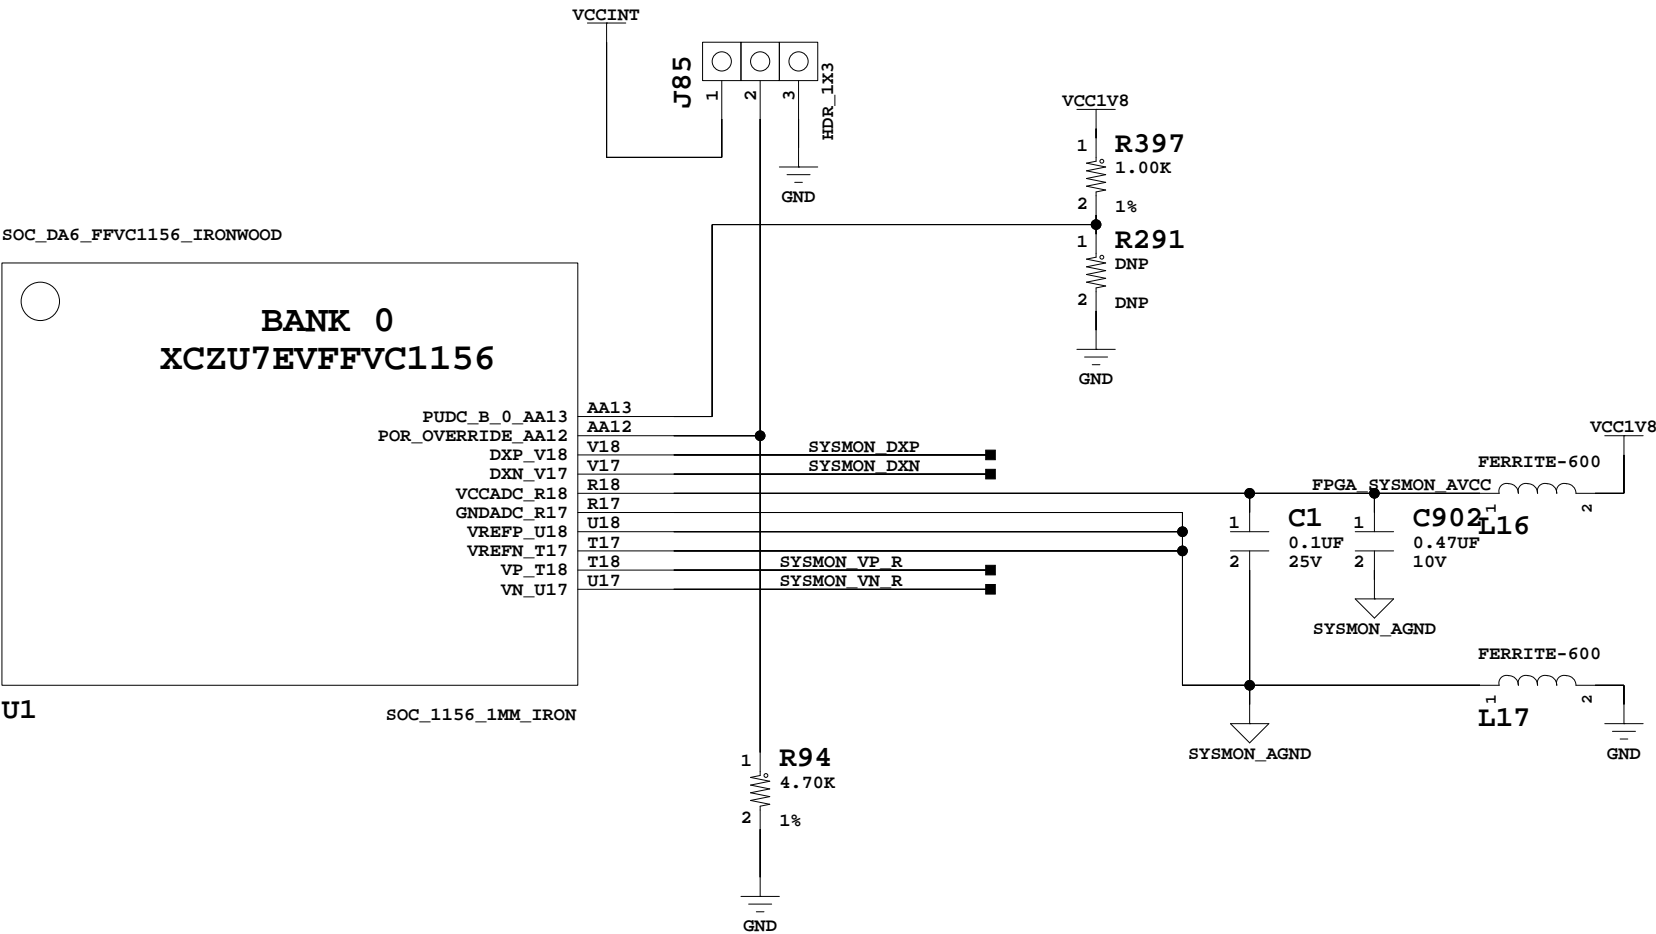 VCCINT
J85
1
2
3
HDR_1X3
GND
VCC1V8
1
R397
1.00K
2
1%
1
R291
DNP
2
DNP
GND
SOC_DA6_FFVC1156_IRONWOOD
BANK 0
XCZU7EVFFVC1156
PUDC_B_0_AA13 AA13
POR_OVERRIDE_AA12 AA12
DXP_V18 V18 SYSMON_DXP
DXN_V17 V17 SYSMON_DXN
VCCADC_R18 R18 FPGA_SYSMON_AVCC
GNDADC_R17 R17
VREFP_U18 U18
VREFN_T17 T17
VP_T18 T18 SYSMON_VP_R
VN_U17 U17 SYSMON_VN_R
U1
SOC_1156_1MM_IRON
VCC1V8
FERRITE-600
1
2
L16
1
C1
0.1UF
2
25V
1
C902
0.47UF
2
10V
SYSMON_AGND
FERRITE-600
1
2
L17
SYSMON_AGND
GND
1
R94
4.70K
2
1%
GND